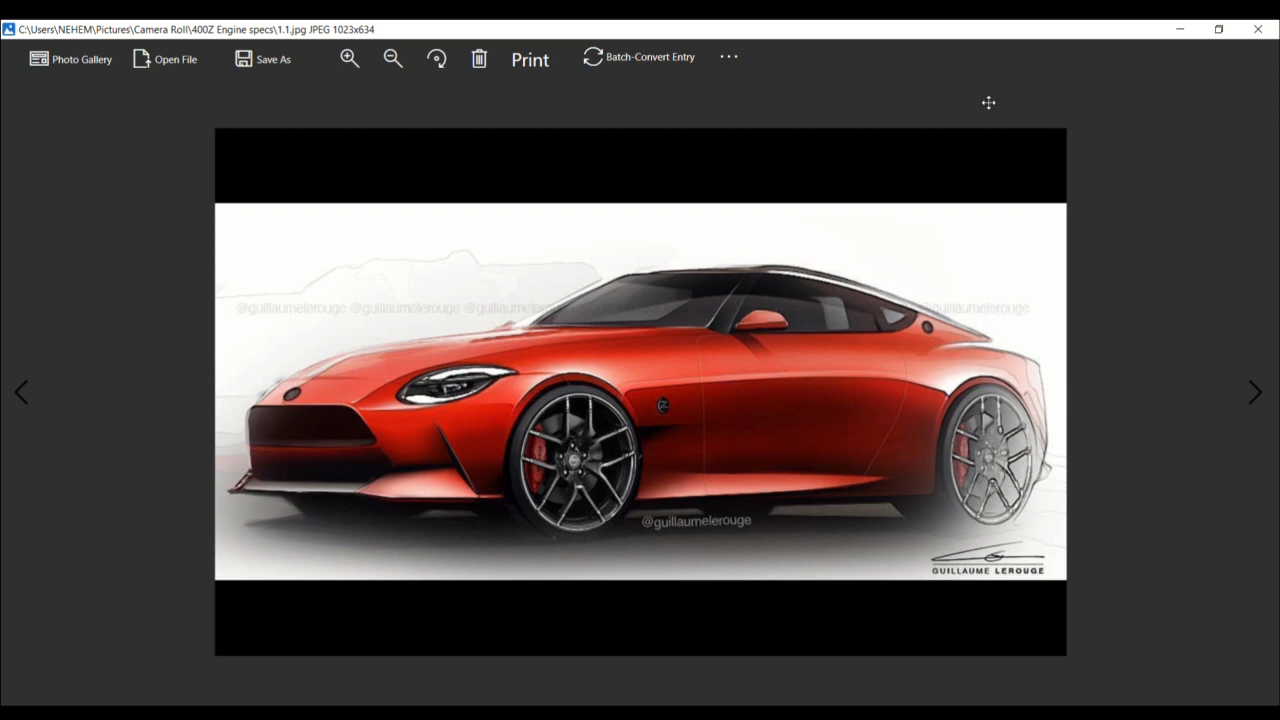 C:\Users\NEHEM\Pictures\Camera Roll\400Z Engine specs\1.1.jpg JPEG 1023x634
Photo Gallery
Open File
Save As
Print
Batch-Convert Entry
@guillaumelerouge @guillaumelerouge @guillaumelerouge @guillaumelerouge
Z
@guillaumelerouge
GUILLAUME LEROUGE